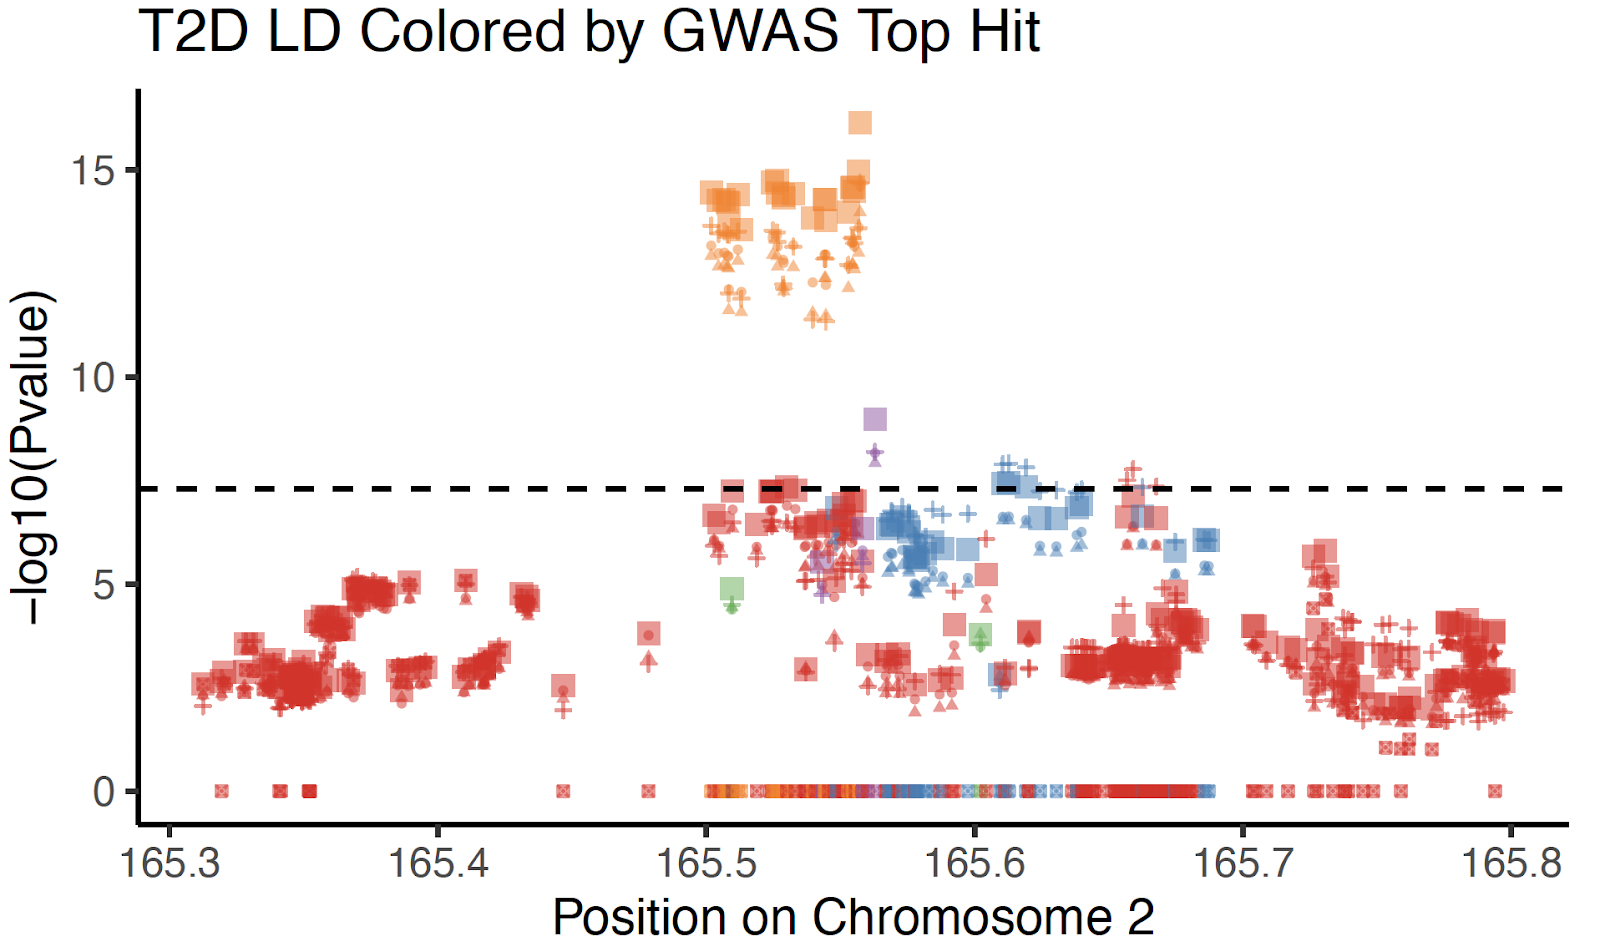 T2D LD Colored by GWAS Top Hit
−log10(Pvalue)
15
10
5
0
165.3 165.4 165.5 165.6 165.7 165.8
Position on Chromosome 2